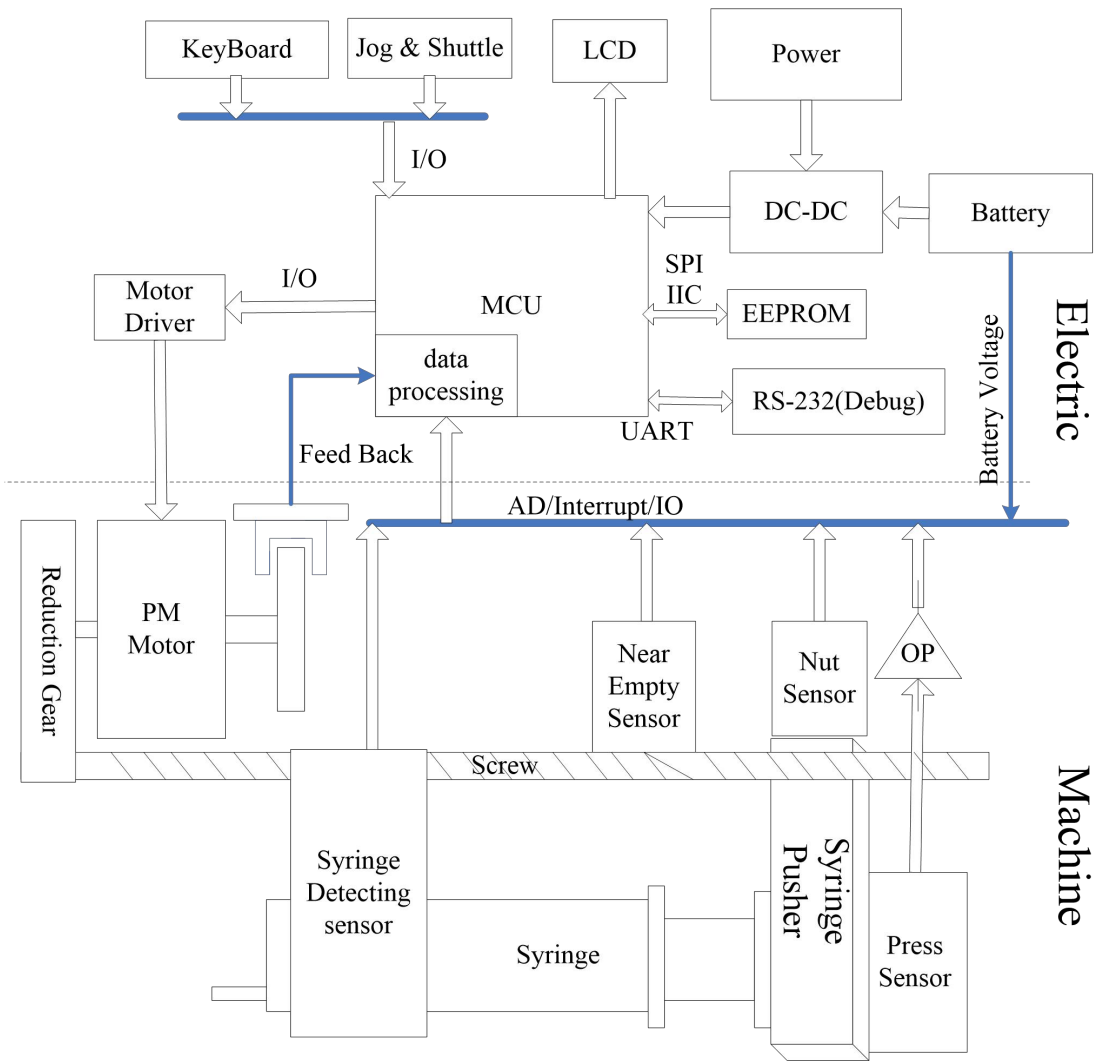 KeyBoard
Jog & Shuttle
LCD
Power
I/O
DC-DC
Battery
SPI
IIC
I/O
Motor
Driver
MCU
EEPROM
data
processing
RS-232(Debug)
UART
Battery Voltage
Electric
Feed Back
AD/Interrupt/IO
Reduction Gear
PM
Motor
Near
Empty
Sensor
Nut
Sensor
OP
Screw
Machine
Syringe
Detecting
sensor
Syringe
Syringe
Pusher
Press
Sensor